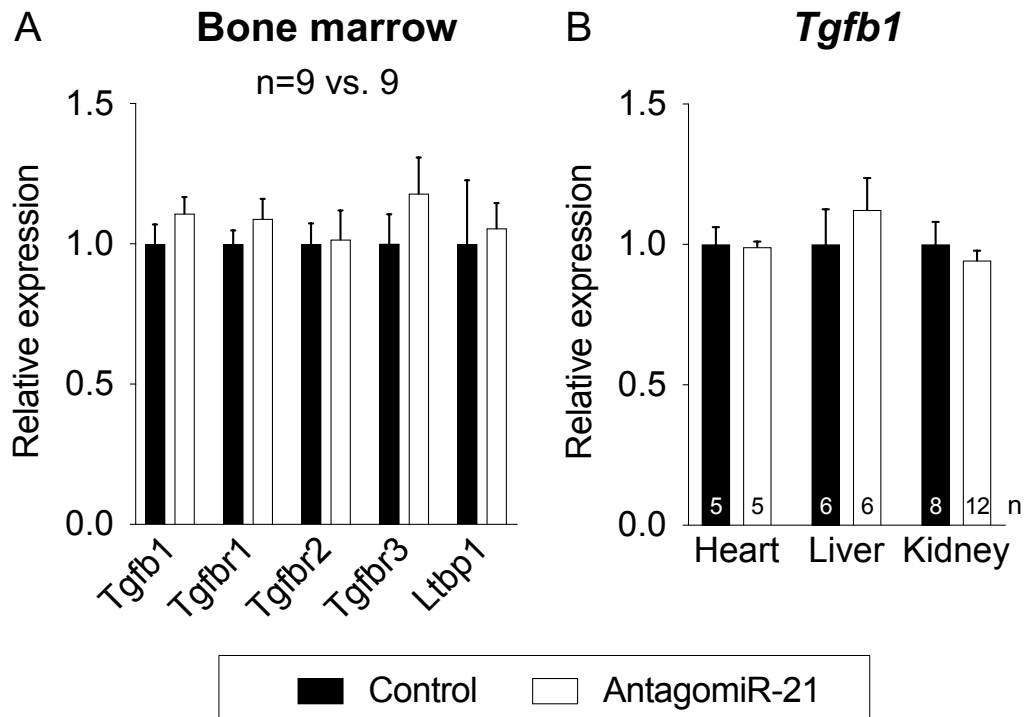 A Bone marrow
n=9 vs. 9
Relative expression
1.5
1.0
0.5
0.0
Tgfb1 Tgfbr1 Tgfbr2 Tgfbr3 Ltbp1
B Tgfb1
Relative expression
1.5
1.0
0.5
0.0
5 5 6 6 8 12 n
Heart Liver Kidney
Control AntagomiR-21